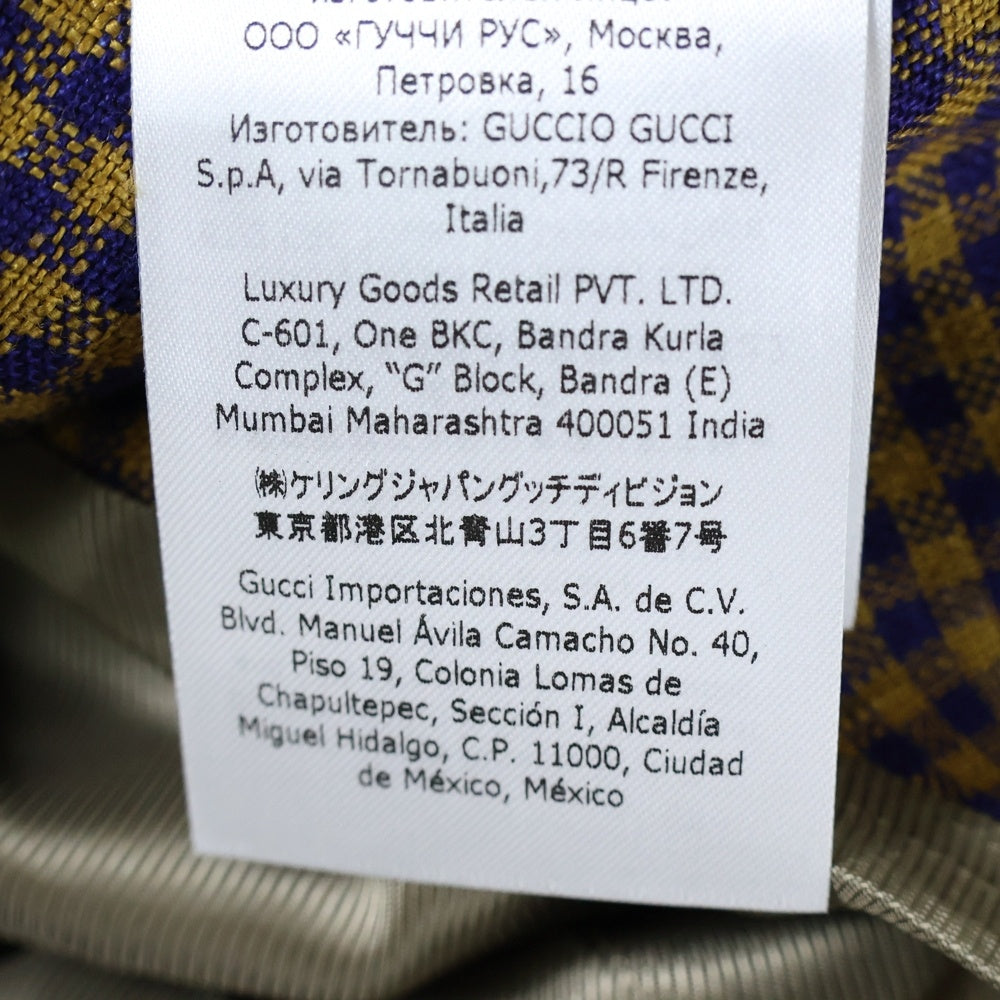 ООО «ГУЧЧИ РУС», Москва,
Петровка, 16
Изготовитель: GUCCIO GUCCI
S.p.A, via Tornabuoni,73/R Firenze,
Italia
Luxury Goods Retail PVT. LTD.
C-601, One BKC, Bandra Kurla
Complex, “G” Block, Bandra (E)
Mumbai Maharashtra 400051 India
㈱ケリングジャパングッチディビジョン
東京都港区北青山3丁目6番7号
Gucci Importaciones, S.A. de C.V.
Blvd. Manuel Ávila Camacho No. 40,
Piso 19, Colonia Lomas de
Chapultepec, Sección I, Alcaldía
Miguel Hidalgo, C.P. 11000, Ciudad
de México, México